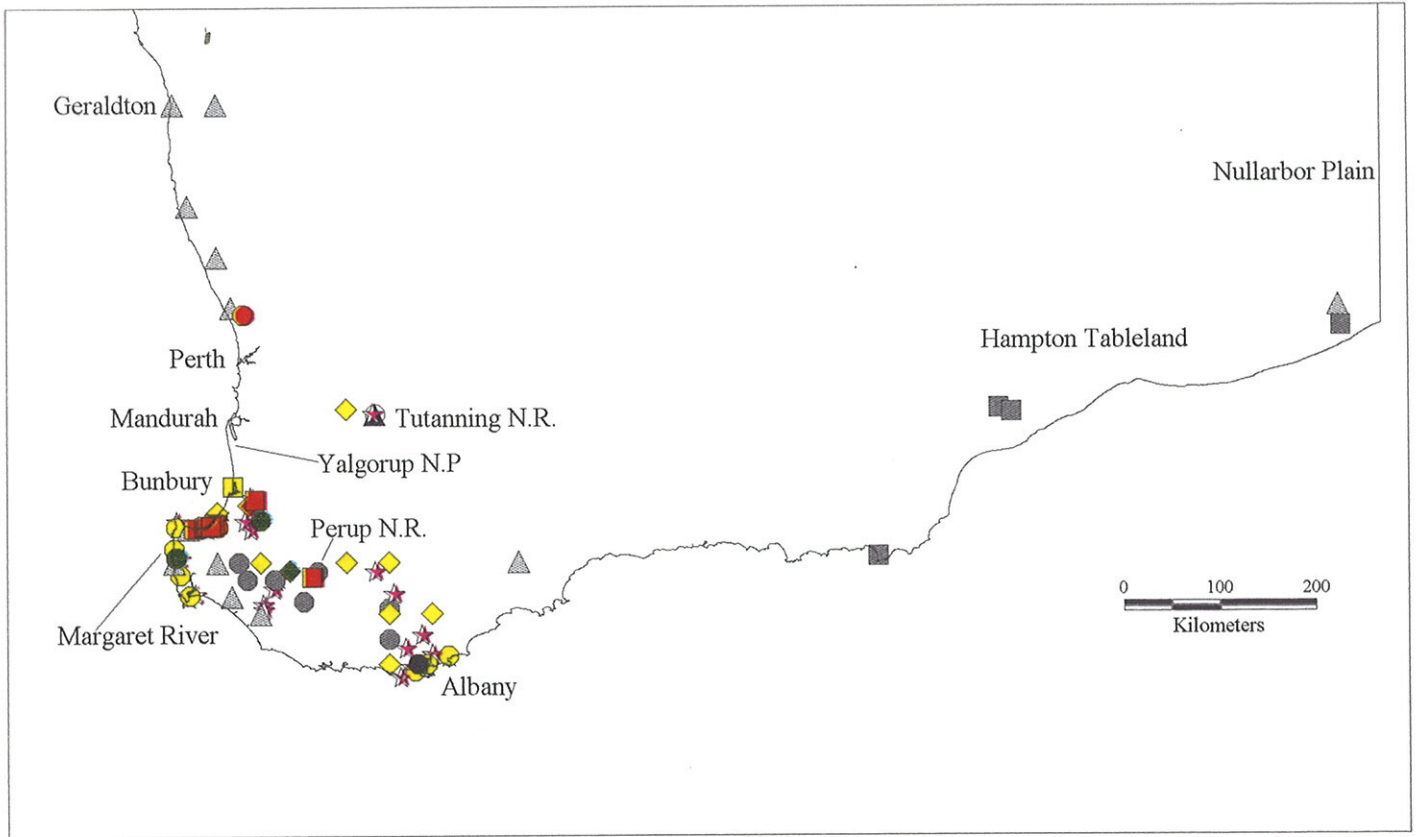 Geraldton
Nullarbor Plain
Hampton Tableland
Perth
Mandurah
Tutanning N.R.
Yalgorup N.P
Bunbury
Perup N.R.
Margaret River
Albany
0 100 200
Kilometers